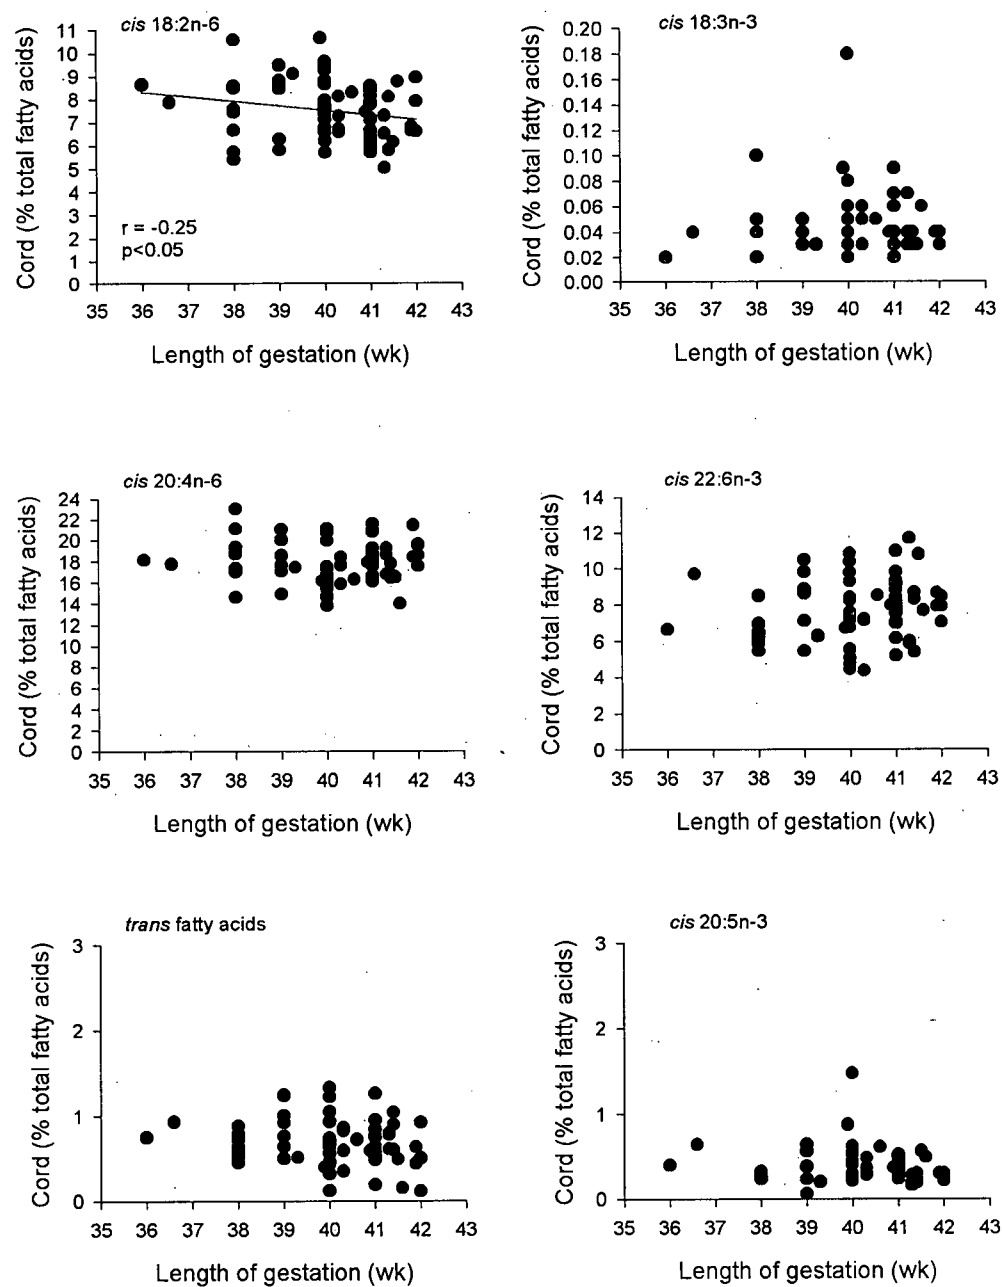 cis 18:2n-6
Cord (% total fatty acids)
11
10
9
8
7
6
5
4
3
2
1
0
r = -0.25
p<0.05
35 36 37 38 39 40 41 42 43
Length of gestation (wk)
cis 18:3n-3
Cord (% total fatty acids)
0.20
0.18
0.16
0.14
0.12
0.10
0.08
0.06
0.04
0.02
0.00
35 36 37 38 39 40 41 42 43
Length of gestation (wk)
cis 20:4n-6
Cord (% total fatty acids)
24
22
20
18
16
14
12
10
8
6
4
2
0
35 36 37 38 39 40 41 42 43
Length of gestation (wk)
cis 22:6n-3
Cord (% total fatty acids)
14
12
10
8
6
4
2
0
35 36 37 38 39 40 41 42 43
Length of gestation (wk)
trans fatty acids
Cord (% total fatty acids)
3
2
1
0
35 36 37 38 39 40 41 42 43
Length of gestation (wk)
cis 20:5n-3
Cord (% total fatty acids)
3
2
1
0
35 36 37 38 39 40 41 42 43
Length of gestation (wk)